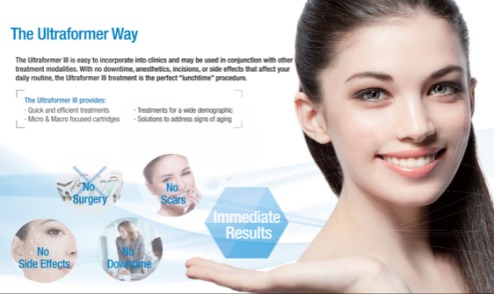 The Ultraformer Way
The Ultraformer III is easy to incorporate into clinics and may be used in conjunction with other
treatment modalities. With no downtime, anesthetics, incisions, or side effects that affect your
daily routine, the Ultraformer III treatment is the perfect “lunchtime” procedure.
The Ultraformer III provides:
- Quick and efficient treatments
- Treatments for a wide demographic
- Micro & Macro focused cartridges
- Solutions to address signs of aging
No
Surgery
No
Scars
Immediate
Results
No
Side Effects
No
Downtime